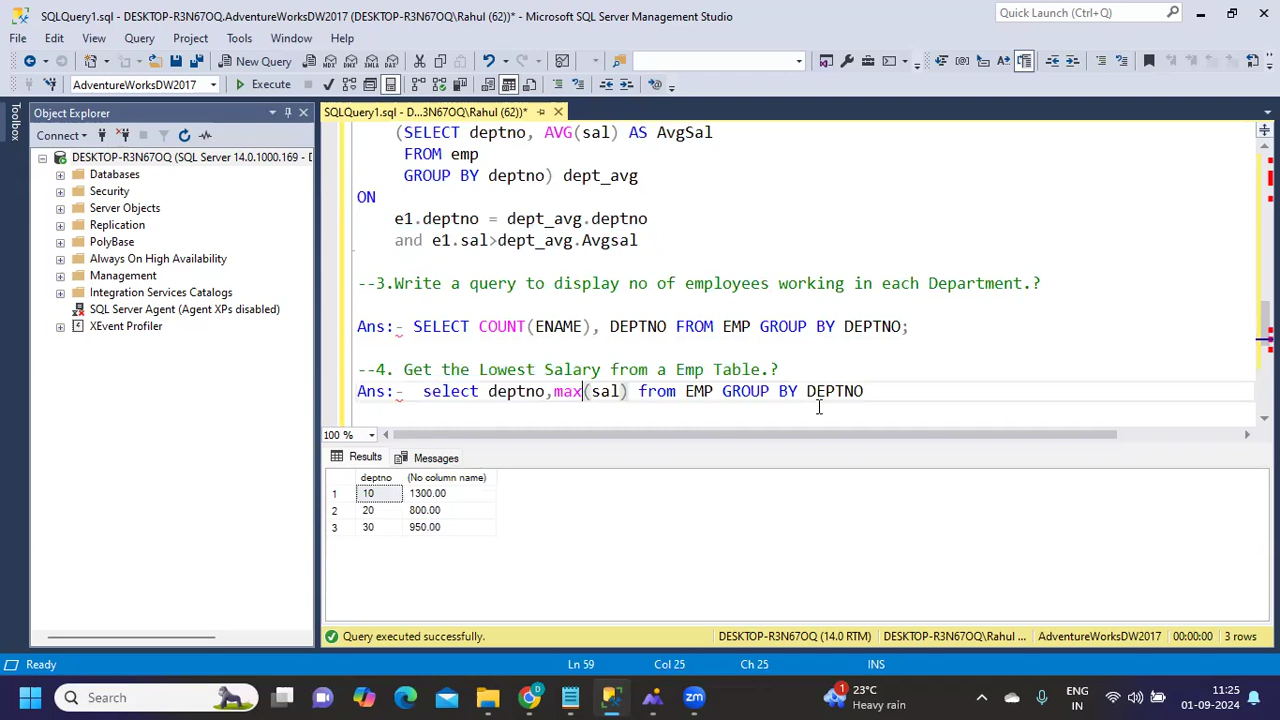 SQLQuery1.sql - DESKTOP-R3N67OQ.AdventureWorksDW2017 (DESKTOP-R3N67OQ\Rahul (62))* - Microsoft SQL Server Management Studio
Quick Launch (Ctrl+Q)
File Edit View Query Project Tools Window Help
New Query
MDX DMX XMLA DAX
AdventureWorksDW2017 Execute
Toolbox
Object Explorer
SQLQuery1.sql - D...3N67OQ\Rahul (62))*
Connect
DESKTOP-R3N67OQ (SQL Server 14.0.1000.169 - D
Databases
Security
Server Objects
Replication
PolyBase
Always On High Availability
Management
Integration Services Catalogs
SQL Server Agent (Agent XPs disabled)
XEvent Profiler
(SELECT deptno, AVG(sal) AS AvgSal
FROM emp
GROUP BY deptno) dept_avg
ON
e1.deptno = dept_avg.deptno
and e1.sal>dept_avg.Avgsal
--3.Write a query to display no of employees working in each Department.?
Ans:- SELECT COUNT(ENAME), DEPTNO FROM EMP GROUP BY DEPTNO;
--4. Get the Lowest Salary from a Emp Table.?
Ans:- select deptno,max(sal) from EMP GROUP BY DEPTNO
100 %
Results Messages
deptno (No column name)
1 10 1300.00
2 20 800.00
3 30 950.00
Query executed successfully. DESKTOP-R3N67OQ (14.0 RTM) DESKTOP-R3N67OQ\Rahul ... AdventureWorksDW2017 00:00:00 3 rows
Ready Ln 59 Col 25 Ch 25 INS
Search
1
23°C
Heavy rain
zm
ENG
IN
11:25
01-09-2024